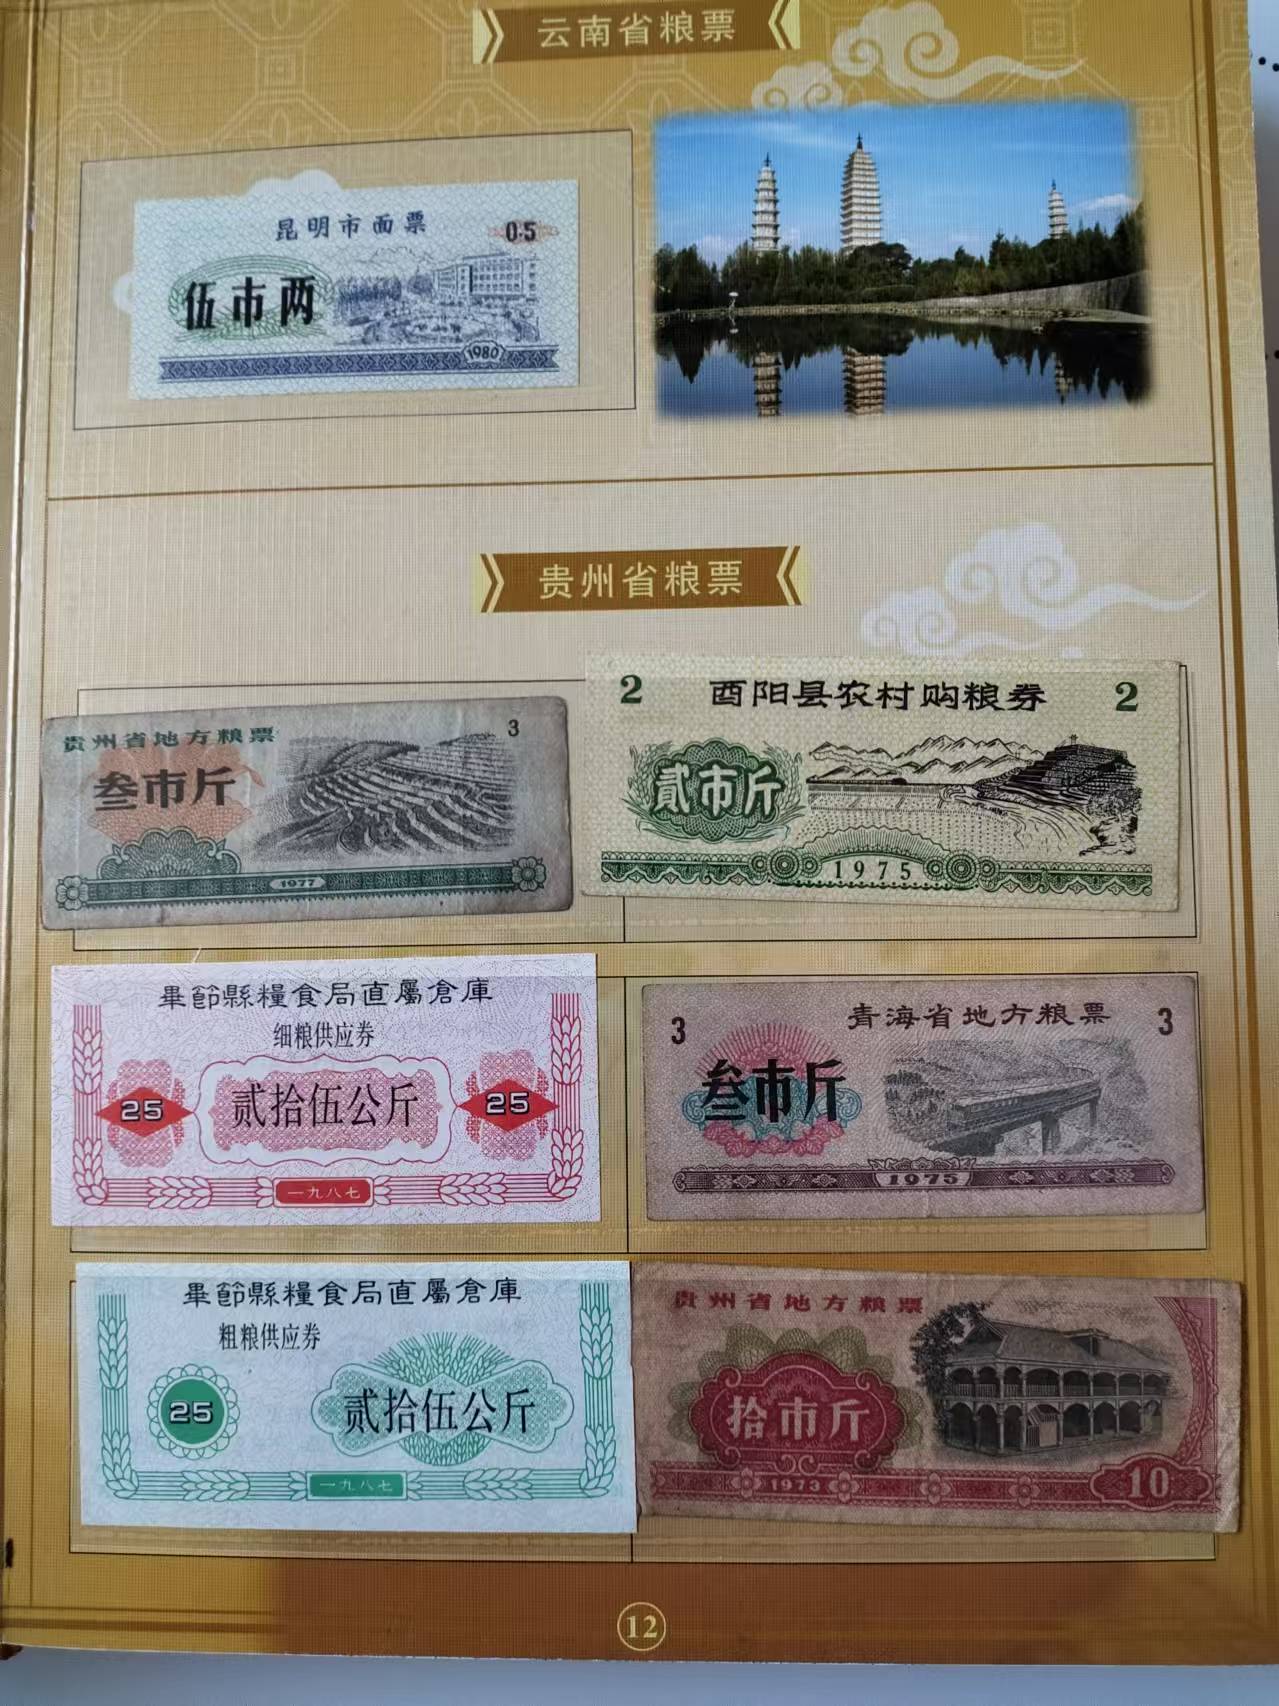 云南省粮票
昆明市面票
0.5
伍市两
1980
贵州省粮票
贵州省地方粮票
3
叁市斤
1977
2
酉阳县农村购粮券
2
贰市斤
1975
畢節縣糧食局直屬倉庫
细粮供应券
25
贰拾伍公斤
25
一九八七
青海省地方粮票
3
3
叁市斤
1975
畢節縣糧食局直屬倉庫
粗粮供应券
25
贰拾伍公斤
一九八七
贵州省地方粮票
拾市斤
1973
10
12